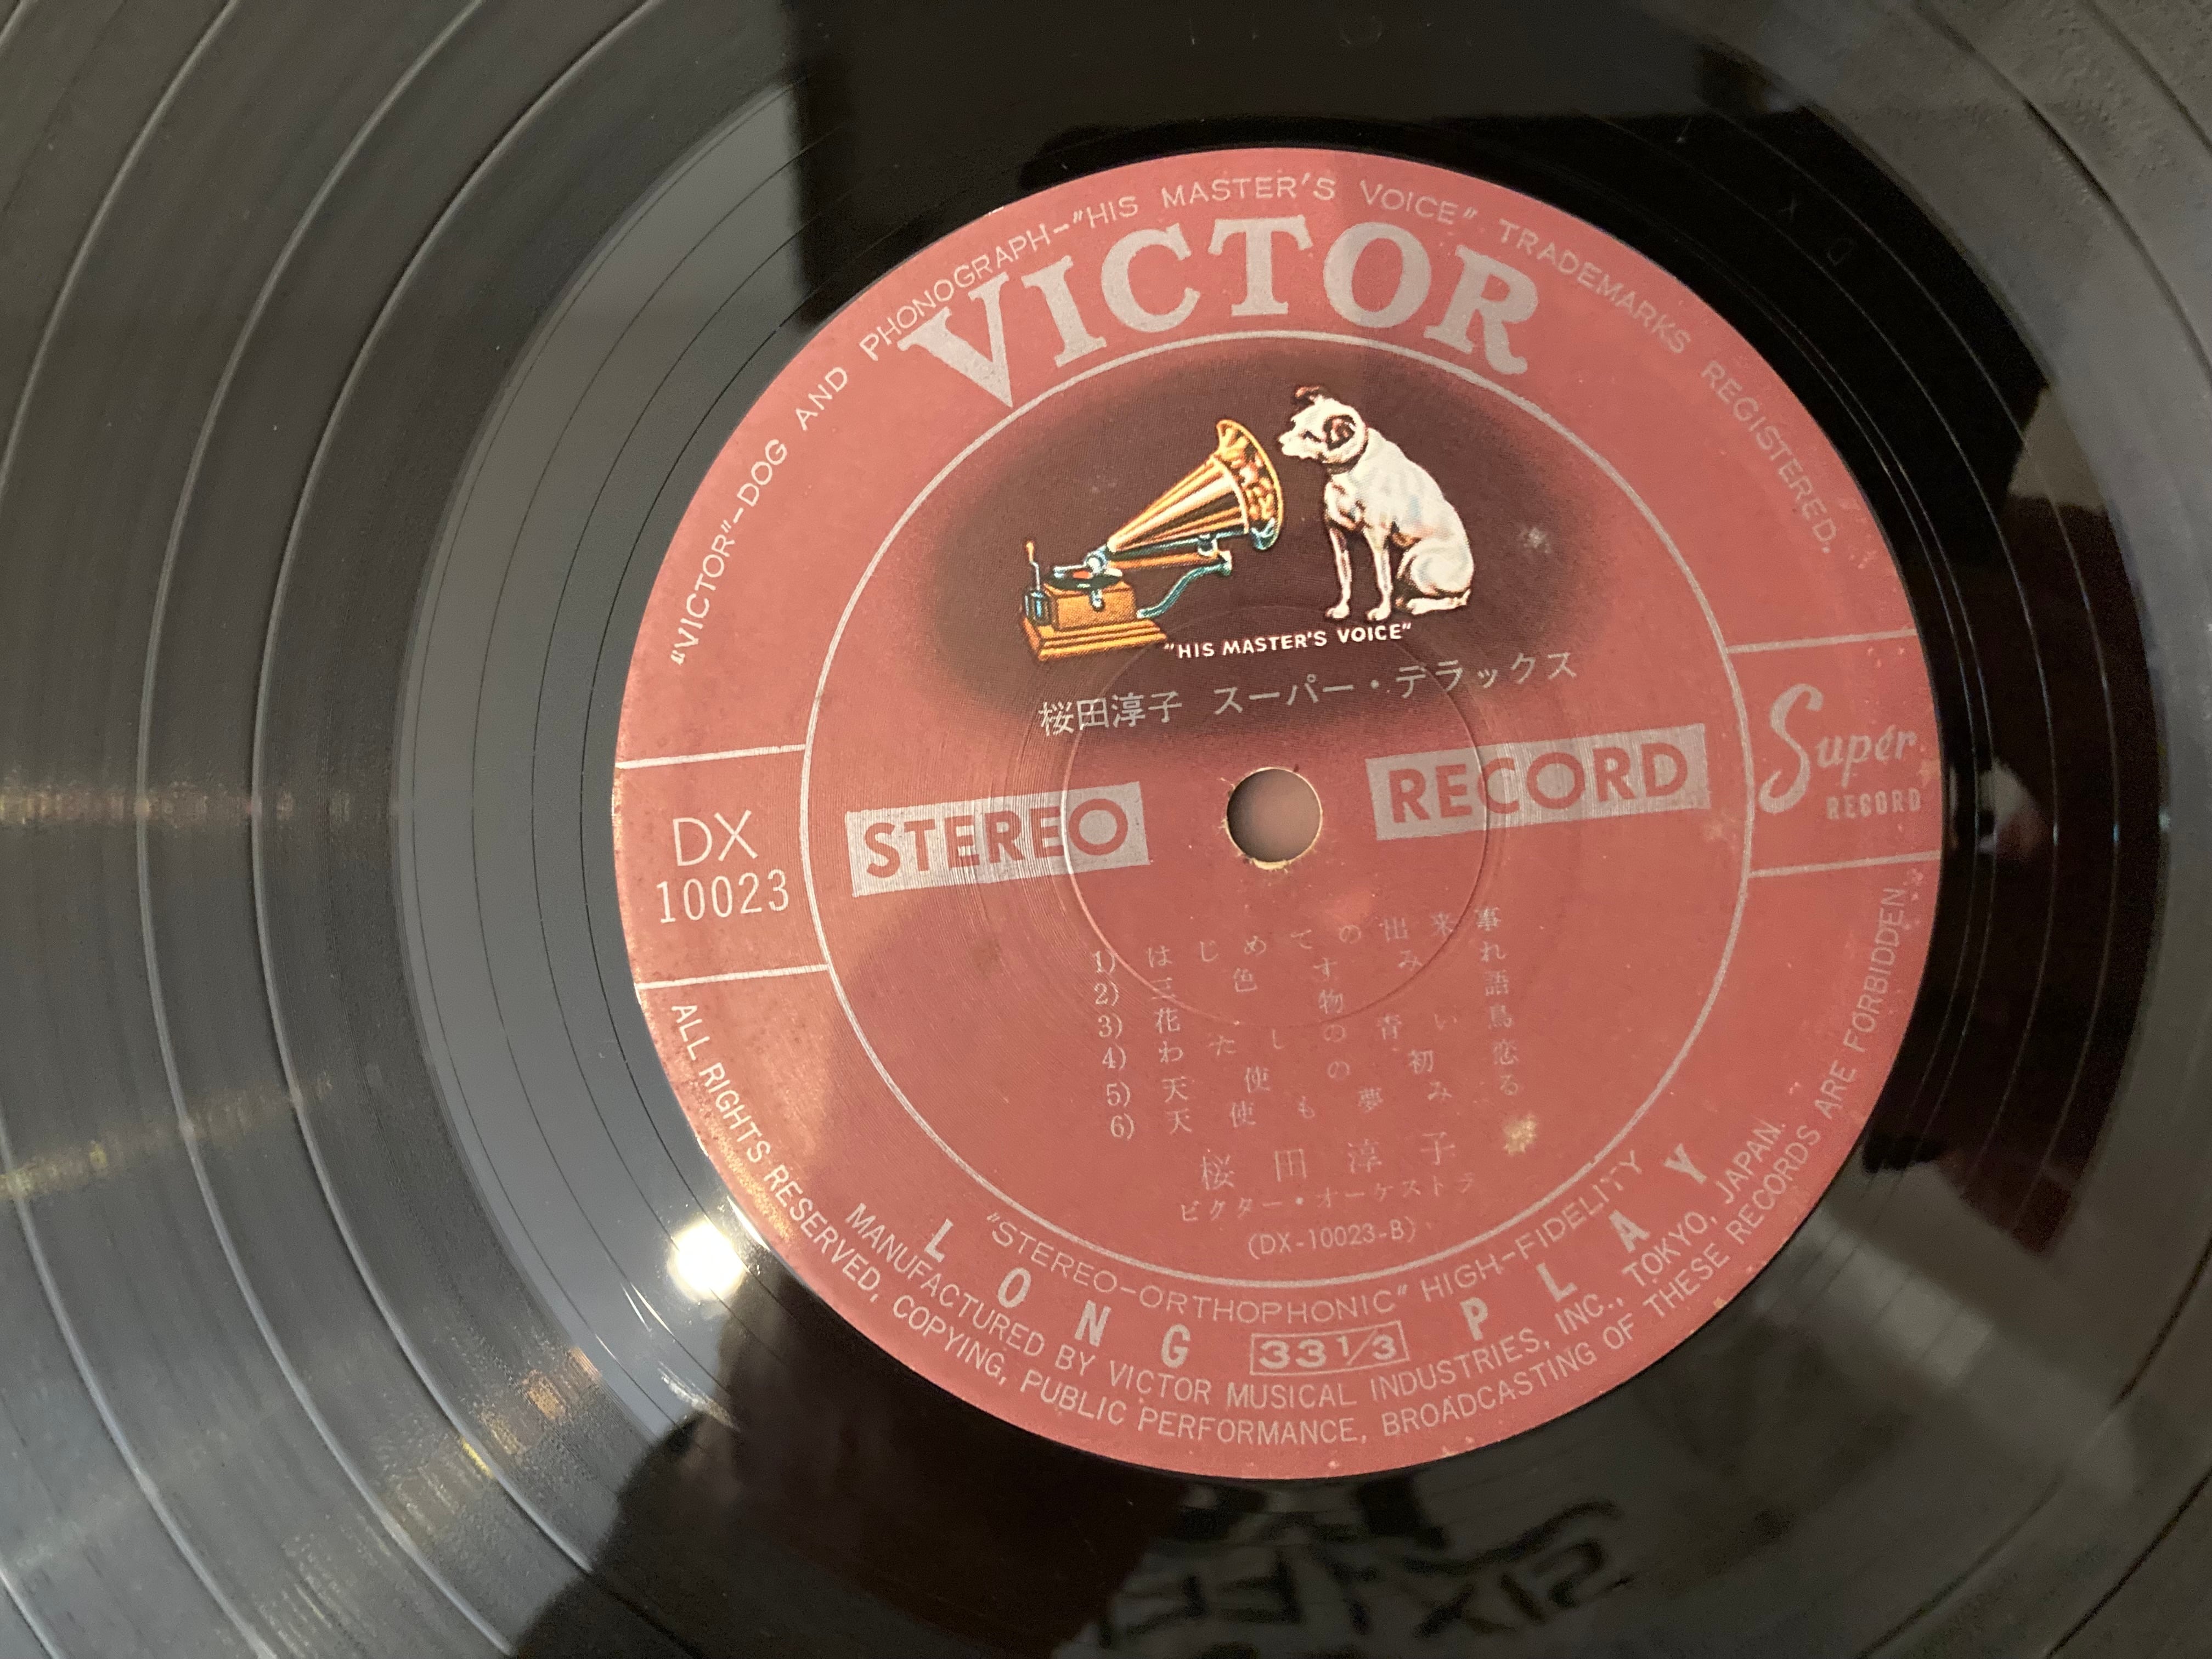 "VICTOR"–DOG AND PHONOGRAPH–"HIS MASTER'S VOICE" TRADEMARKS REGISTERED.
VICTOR
"HIS MASTER'S VOICE"
桜田淳子 スーパー・デラックス
STEREO RECORD
Super
RECORD
DX
10023
1) はじめての出来事
2) 三色すみれ
3) 花物語
4) わたしの青い鳥
5) 天使の初恋
6) 天使も夢みる
桜田淳子
ビクター・オーケストラ
(DX-10023-B)
"STEREO-ORTHOPHONIC" HIGH-FIDELITY
LONG 33 1/3 PLAY
MANUFACTURED BY VICTOR MUSICAL INDUSTRIES, INC., TOKYO, JAPAN.
ALL RIGHTS RESERVED, COPYING, PUBLIC PERFORMANCE, BROADCASTING OF THESE RECORDS ARE FORBIDDEN